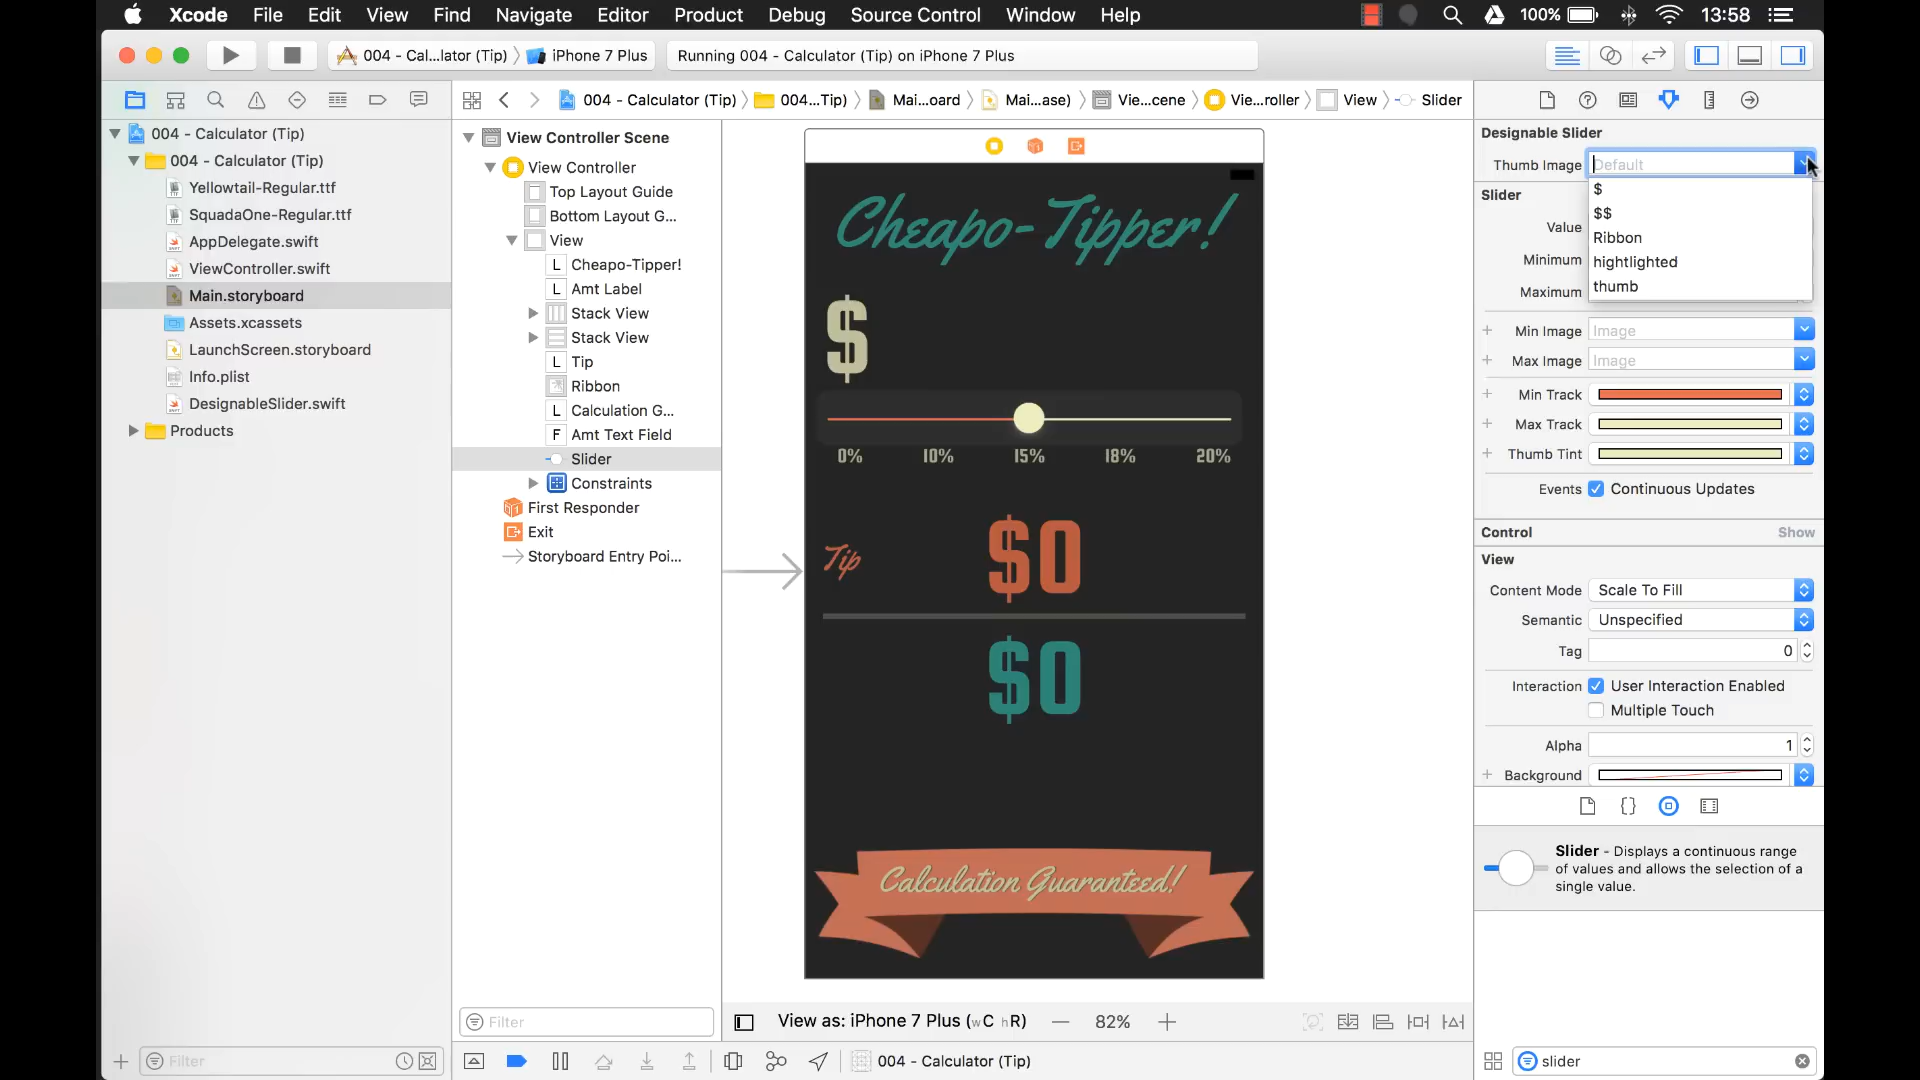 Xcode File Edit View Find Navigate Editor Product Debug Source Control Window Help 100% 13:58
004 - Cal...lator (Tip) iPhone 7 Plus Running 004 - Calculator (Tip) on iPhone 7 Plus
004 - Calculator (Tip) 004...Tip) Mai...oard Mai...ase) Vie...cene Vie...roller View Slider
004 - Calculator (Tip)
004 - Calculator (Tip)
Yellowtail-Regular.ttf
SquadaOne-Regular.ttf
AppDelegate.swift
ViewController.swift
Main.storyboard
Assets.xcassets
LaunchScreen.storyboard
Info.plist
DesignableSlider.swift
Products
Filter
View Controller Scene
View Controller
Top Layout Guide
Bottom Layout G...
View
L Cheapo-Tipper!
L Amt Label
Stack View
Stack View
L Tip
Ribbon
L Calculation G...
F Amt Text Field
Slider
Constraints
First Responder
Exit
Storyboard Entry Poi...
Filter
Cheapo-Tipper!
$
0% 10% 15% 18% 20%
Tip $0
$0
Calculation Guaranteed!
View as: iPhone 7 Plus (wC hR) 82%
004 - Calculator (Tip)
Designable Slider
Thumb Image Default
$
$$
Ribbon
hightlighted
thumb
Slider
Value
Minimum
Maximum
Min Image Image
Max Image Image
Min Track
Max Track
Thumb Tint
Events Continuous Updates
Control Show
View
Content Mode Scale To Fill
Semantic Unspecified
Tag 0
Interaction User Interaction Enabled
Multiple Touch
Alpha 1
Background
Slider - Displays a continuous range
of values and allows the selection of a
single value.
slider